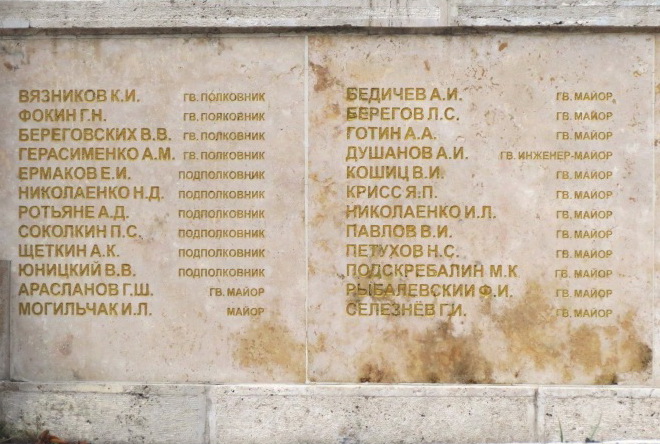 ВЯЗНИКОВ К.И. ГВ. ПОЛКОВНИК
ФОКИН Г.Н. ГВ. ПОЛКОВНИК
БЕРЕГОВСКИХ В.В. ГВ. ПОЛКОВНИК
ГЕРАСИМЕНКО А.М. ГВ. ПОЛКОВНИК
ЕРМАКОВ Е.И. ПОДПОЛКОВНИК
НИКОЛАЕНКО Н.Д. ПОДПОЛКОВНИК
РОТЬЯНЕ А.Д. ПОДПОЛКОВНИК
СОКОЛКИН П.С. ПОДПОЛКОВНИК
ЩЕТКИН А.К. ПОДПОЛКОВНИК
ЮНИЦКИЙ В.В. ПОДПОЛКОВНИК
АРАСЛАНОВ Г.Ш. ГВ. МАЙОР
МОГИЛЬЧАК И.Л. МАЙОР
БЕДИЧЕВ А.И. ГВ. МАЙОР
БЕРЕГОВ Л.С. ГВ. МАЙОР
ГОТИН А.А. ГВ. МАЙОР
ДУШАНОВ А.И. ГВ. ИНЖЕНЕР-МАЙОР
КОШИЦ В.И. ГВ. МАЙОР
КРИСС Я.П. ГВ. МАЙОР
НИКОЛАЕНКО И.Л. ГВ. МАЙОР
ПАВЛОВ В.И. ГВ. МАЙОР
ПЕТУХОВ Н.С. ГВ. МАЙОР
ПОДСКРЕБАЛИН М.К ГВ. МАЙОР
РЫБАЛЕВСКИЙ Ф.И. ГВ. МАЙОР
СЕЛЕЗНЁВ Г.И. ГВ. МАЙОР